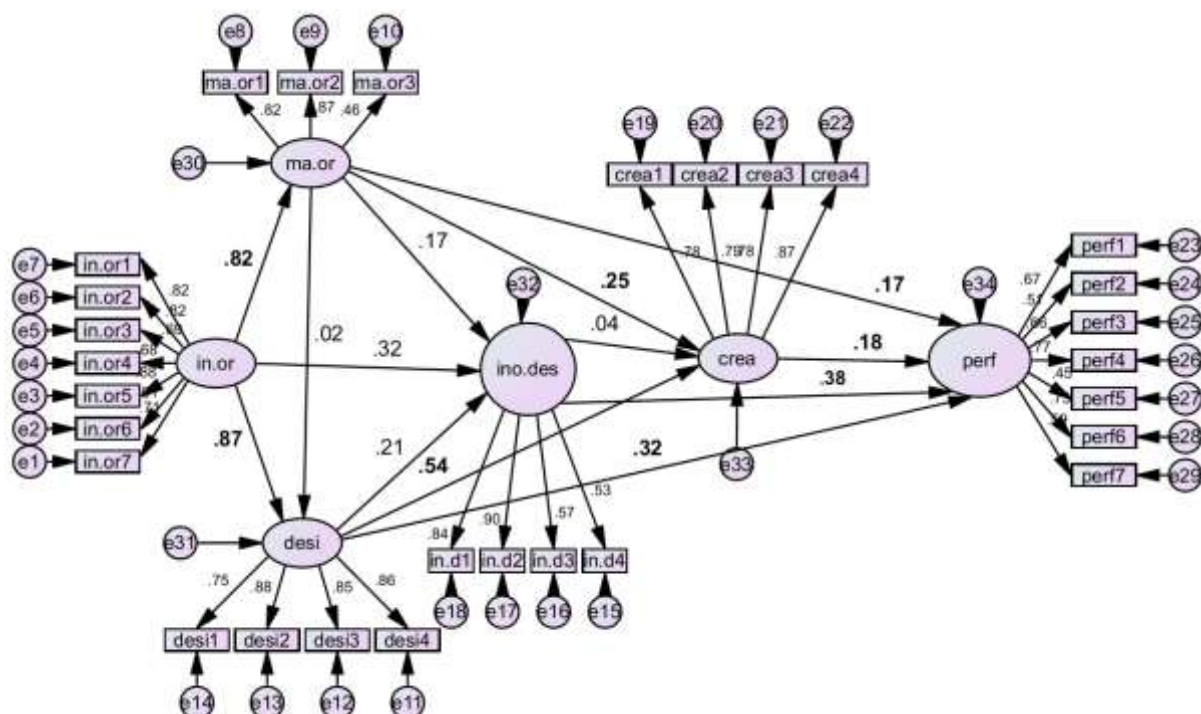 e8 e9 e10
ma.or1 ma.or2 ma.or3
.82 .87 .46
e30 ma.or
e19 e20 e21 e22
crea1 crea2 crea3 crea4
.78 .79 .78 .87
e7 in.or1
e6 in.or2
e5 in.or3
e4 in.or4
e3 in.or5
e2 in.or6
e1 in.or7
.82
.82
.68
in.or
.82
.02
.17
.25
.17
.32
.04
.18
.38
.87
.21
.54
.32
e32
ino.des
crea
e33
e34
perf
.67
.77
.45
perf1 e23
perf2 e24
perf3 e25
perf4 e26
perf5 e27
perf6 e28
perf7 e29
e31 desi
.75 .88 .85 .86
desi1 desi2 desi3 desi4
e14 e13 e12 e11
.84 .90 .57 .53
in.d1 in.d2 in.d3 in.d4
e18 e17 e16 e15